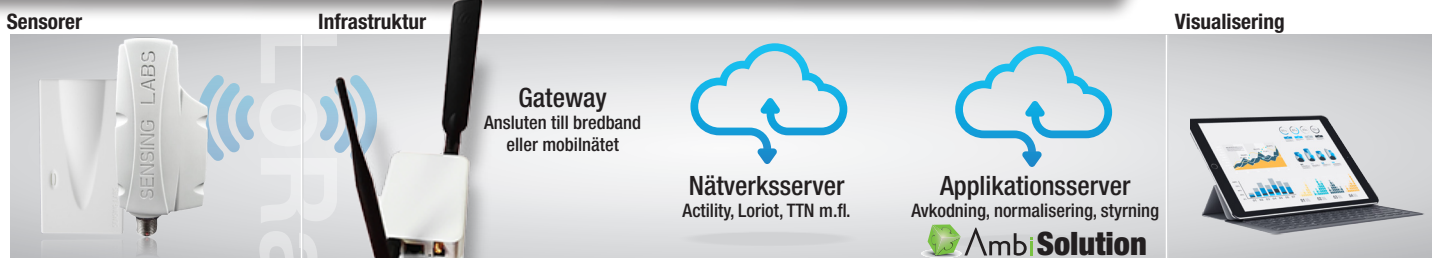 Sensorer
Infrastruktur
Visualisering
SENSING LABS
LORa
Gateway
Ansluten till bredband
eller mobilnätet
Nätverksserver
Actility, Loriot, TTN m.fl.
Applikationsserver
Avkodning, normalisering, styrning
AmbiSolution